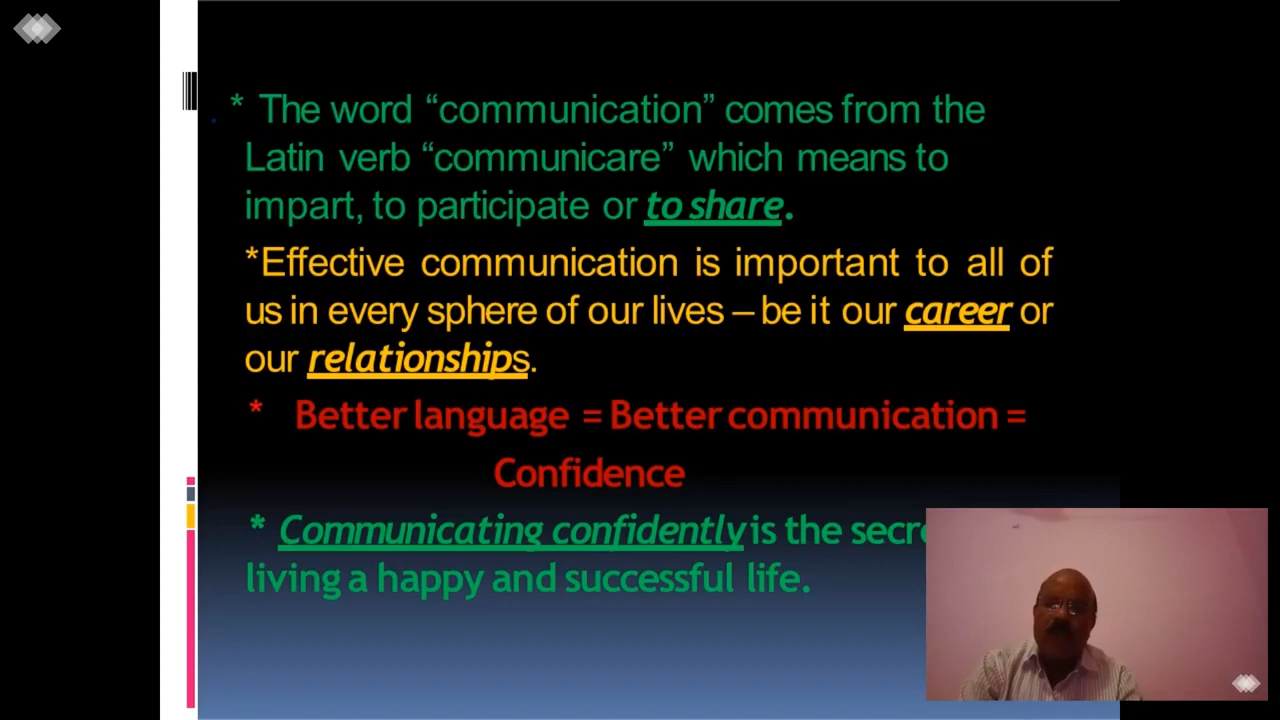 * The word “communication” comes from the
Latin verb “communicare” which means to
impart, to participate or to share.
*Effective communication is important to all of
us in every sphere of our lives – be it our career or
our relationships.
* Better language = Better communication =
Confidence
* Communicating confidently is the
living a happy and successful life.